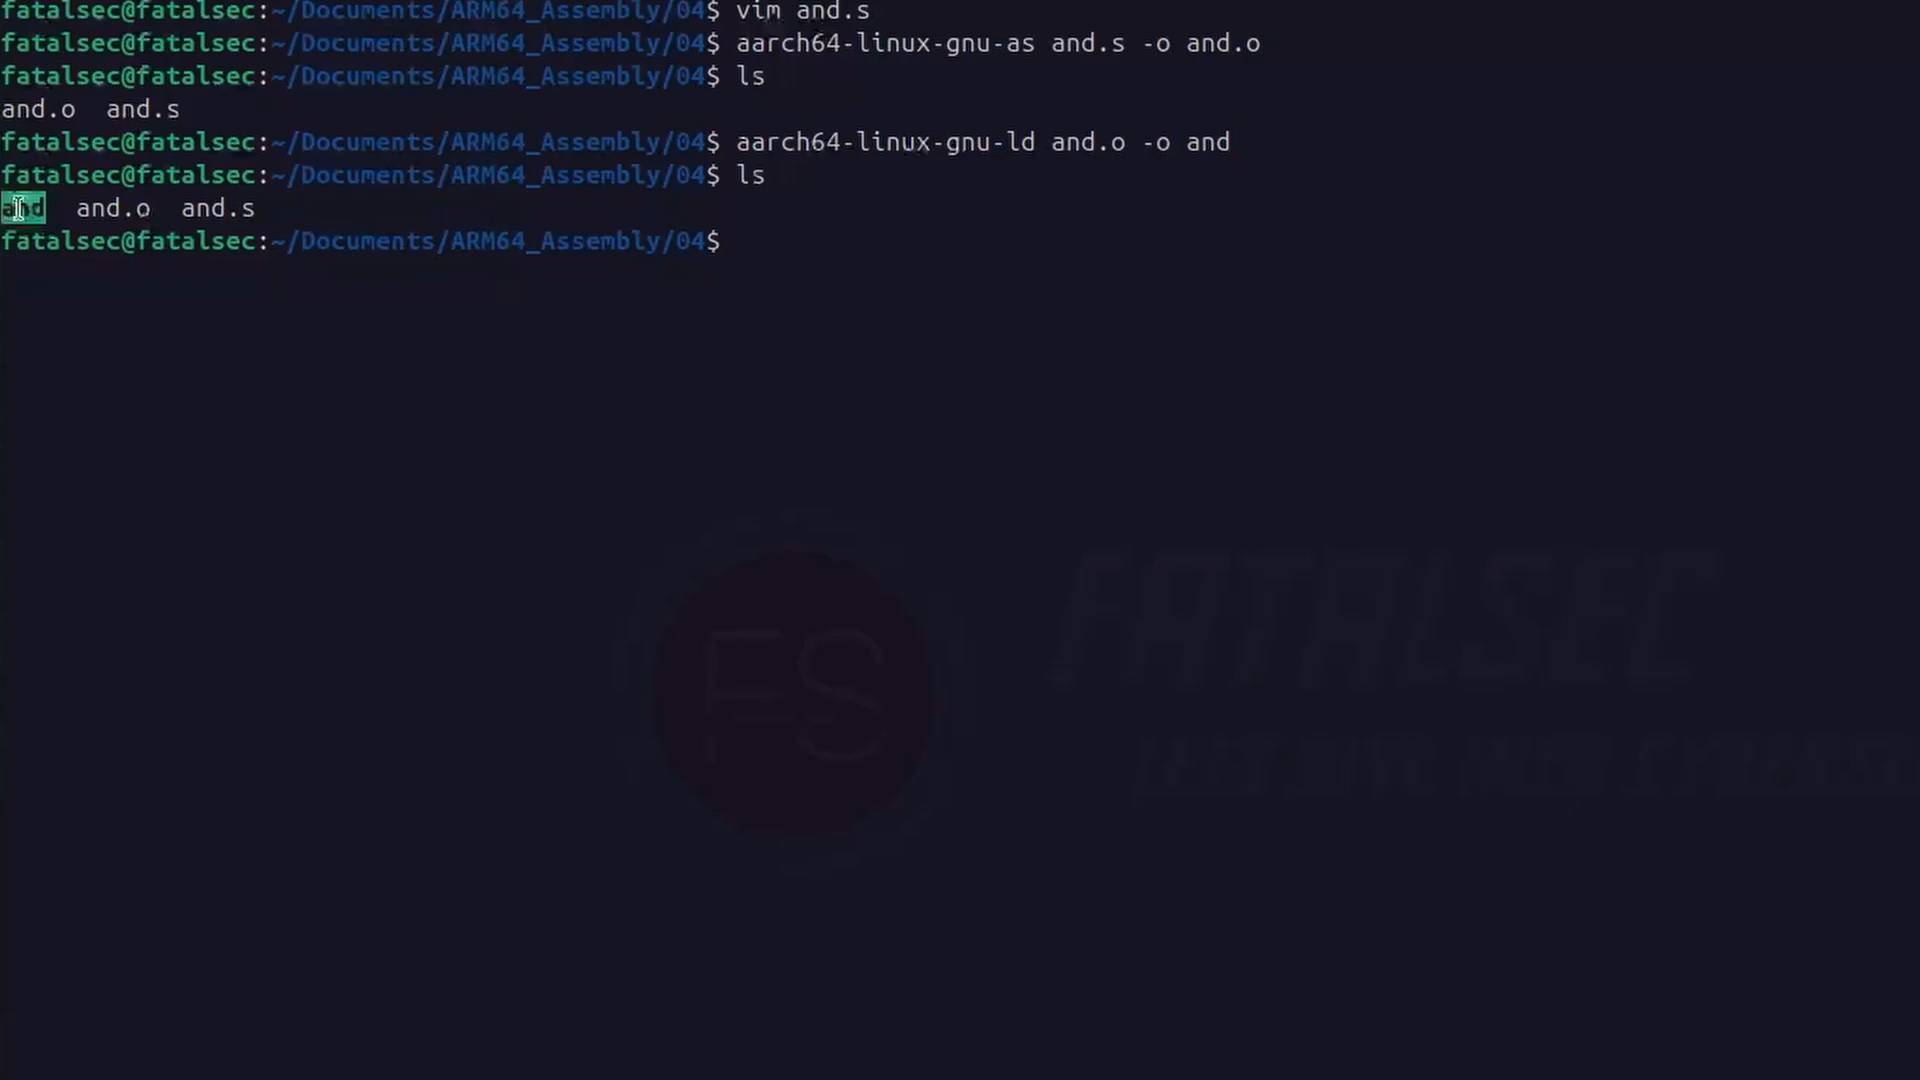 fatalsec@fatalsec:~/Documents/ARM64_Assembly/04$ vim and.s
fatalsec@fatalsec:~/Documents/ARM64_Assembly/04$ aarch64-linux-gnu-as and.s -o and.o
fatalsec@fatalsec:~/Documents/ARM64_Assembly/04$ ls
and.o  and.s
fatalsec@fatalsec:~/Documents/ARM64_Assembly/04$ aarch64-linux-gnu-ld and.o -o and
fatalsec@fatalsec:~/Documents/ARM64_Assembly/04$ ls
and  and.o  and.s
fatalsec@fatalsec:~/Documents/ARM64_Assembly/04$
FS
FATALSEC